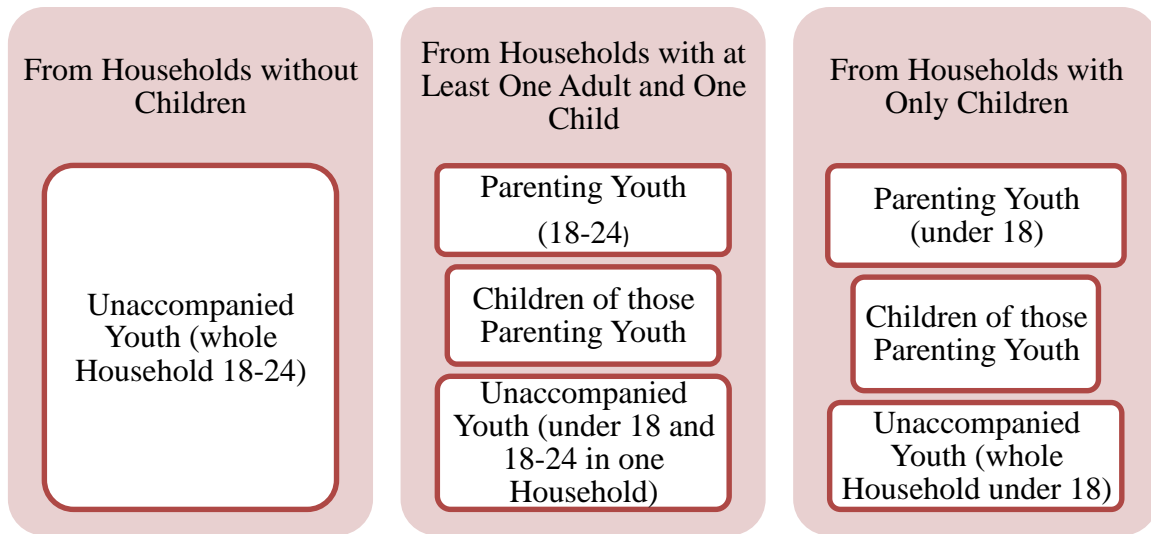 From Households without
Children
Unaccompanied
Youth (whole
Household 18-24)
From Households with at
Least One Adult and One
Child
Parenting Youth
(18-24)
Children of those
Parenting Youth
Unaccompanied
Youth (under 18 and
18-24 in one
Household)
From Households with
Only Children
Parenting Youth
(under 18)
Children of those
Parenting Youth
Unaccompanied
Youth (whole
Household under 18)